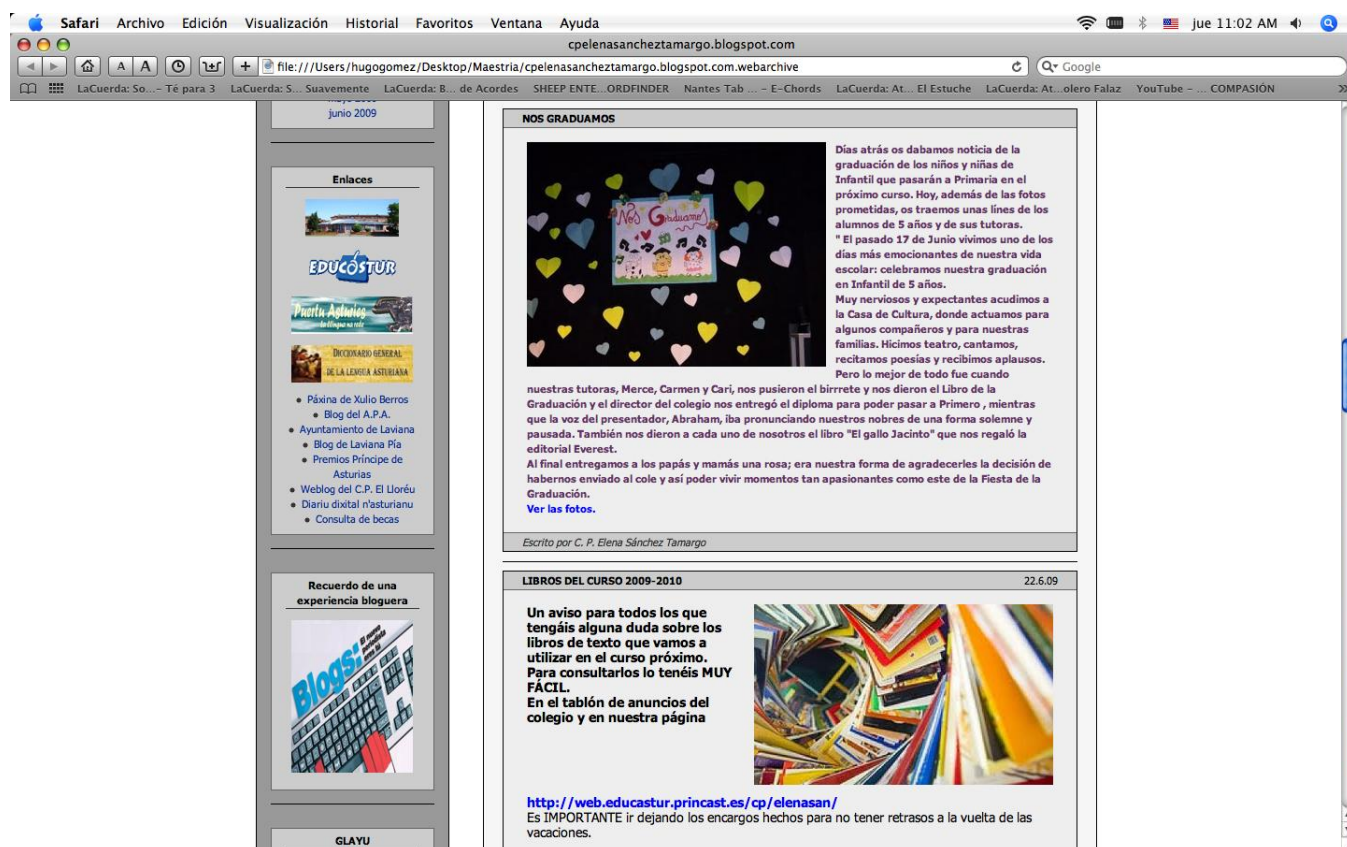 Safari Archivo Edición Visualización Historial Favoritos Ventana Ayuda
jue 11:02 AM
cpelenasancheztamargo.blogspot.com
A A
file:///Users/hugogomez/Desktop/Maestria/cpelenasancheztamargo.blogspot.com.webarchive
Google
LaCuerda: So...– Té para 3 LaCuerda: S... Suavemente LaCuerda: B... de Acordes SHEEP ENTE...ORDFINDER Nantes Tab ... – E-Chords LaCuerda: At... El Estuche LaCuerda: At...olero Falaz YouTube – ... COMPASIÓN
junio 2009
Enlaces
EDUCASTUR
Puertu Asturies
DICCIONARIO GENERAL
DE LA LENGUA ASTURIANA
Páxina de Xulio Berros
Blog del A.P.A.
Ayuntamiento de Laviana
Blog de Laviana Pía
Premios Príncipe de
Asturias
Weblog del C.P. El Lloréu
Diariu dixital n'asturianu
Consulta de becas
Recuerdo de una
experiencia bloguera
Blogs:
El nuevo
periodista
GLAYU
NOS GRADUAMOS
Nos Graduamos
Días atrás os dabamos noticia de la
graduación de los niños y niñas de
Infantil que pasarán a Primaria en el
próximo curso. Hoy, además de las fotos
prometidas, os traemos unas línes de los
alumnos de 5 años y de sus tutoras.
" El pasado 17 de Junio vivimos uno de los
días más emocionantes de nuestra vida
escolar: celebramos nuestra graduación
en Infantil de 5 años.
Muy nerviosos y expectantes acudimos a
la Casa de Cultura, donde actuamos para
algunos compañeros y para nuestras
familias. Hicimos teatro, cantamos,
recitamos poesías y recibimos aplausos.
Pero lo mejor de todo fue cuando
nuestras tutoras, Merce, Carmen y Cari, nos pusieron el birrrete y nos dieron el Libro de la
Graduación y el director del colegio nos entregó el diploma para poder pasar a Primero , mientras
que la voz del presentador, Abraham, iba pronunciando nuestros nobres de una forma solemne y
pausada. También nos dieron a cada uno de nosotros el libro "El gallo Jacinto" que nos regaló la
editorial Everest.
Al final entregamos a los papás y mamás una rosa; era nuestra forma de agradecerles la decisión de
habernos enviado al cole y así poder vivir momentos tan apasionantes como este de la Fiesta de la
Graduación.
Ver las fotos.
Escrito por C. P. Elena Sánchez Tamargo
LIBROS DEL CURSO 2009-2010 22.6.09
Un aviso para todos los que
tengáis alguna duda sobre los
libros de texto que vamos a
utilizar en el curso próximo.
Para consultarlos lo tenéis MUY
FÁCIL.
En el tablón de anuncios del
colegio y en nuestra página
http://web.educastur.princast.es/cp/elenasan/
Es IMPORTANTE ir dejando los encargos hechos para no tener retrasos a la vuelta de las
vacaciones.